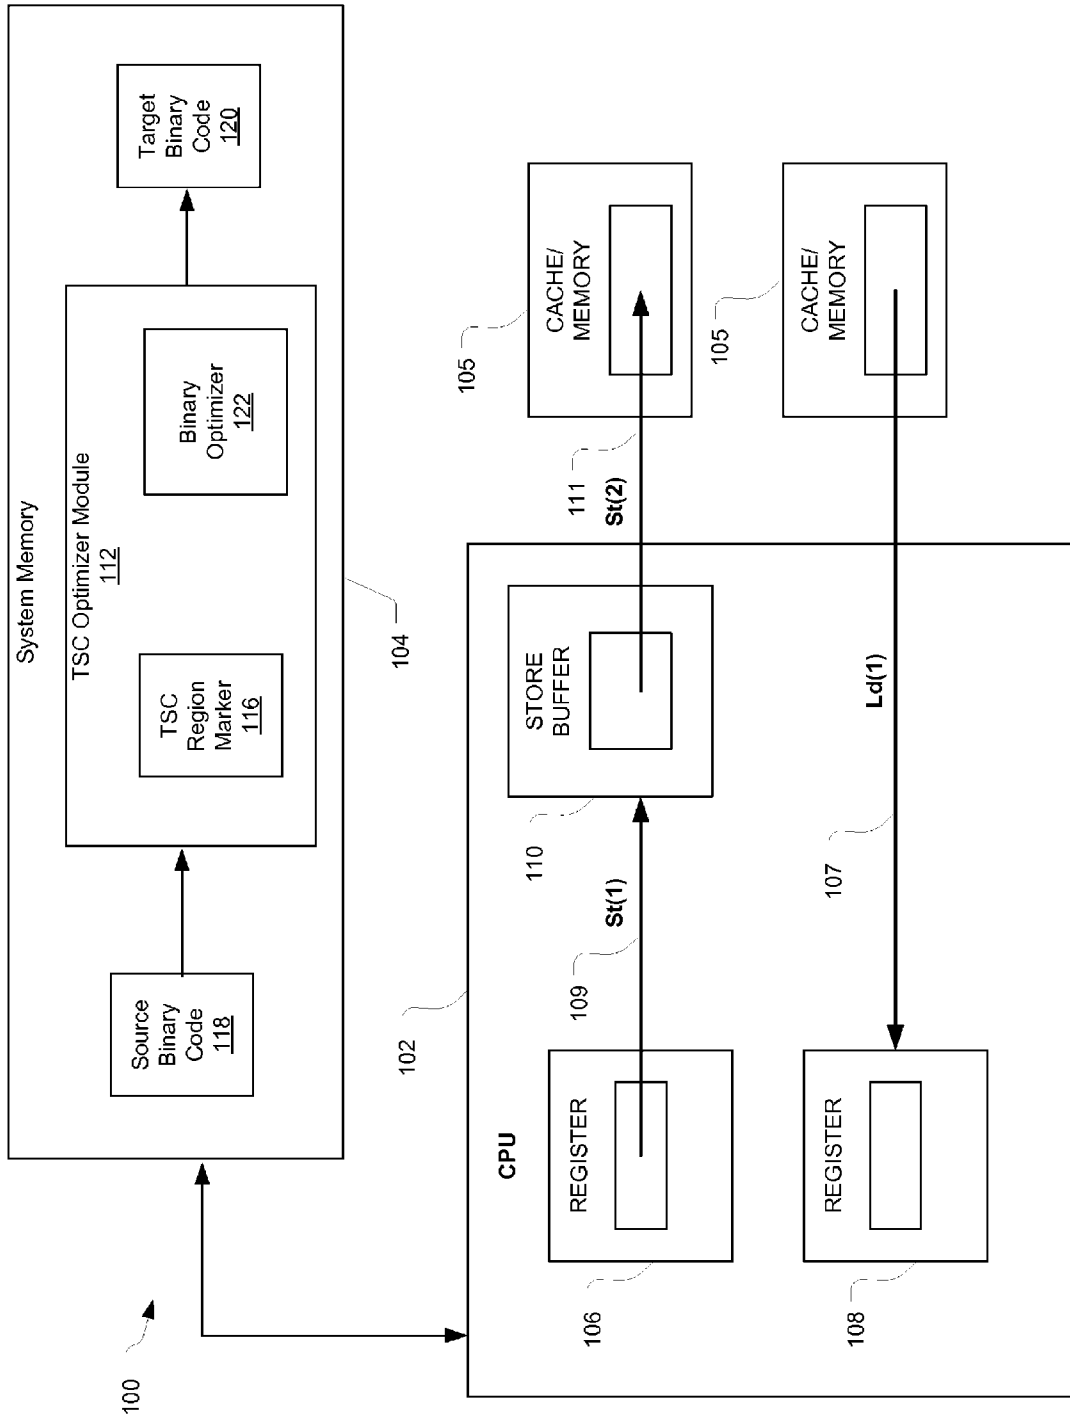 System Memory
TSC Optimizer Module
112
Source
Binary
Code
118
TSC
Region
Marker
116
Binary
Optimizer
122
Target
Binary
Code
120
104
100
102
CPU
REGISTER
106
109
St(1)
110
STORE
BUFFER
111
St(2)
105
CACHE/
MEMORY
REGISTER
108
107
Ld(1)
105
CACHE/
MEMORY